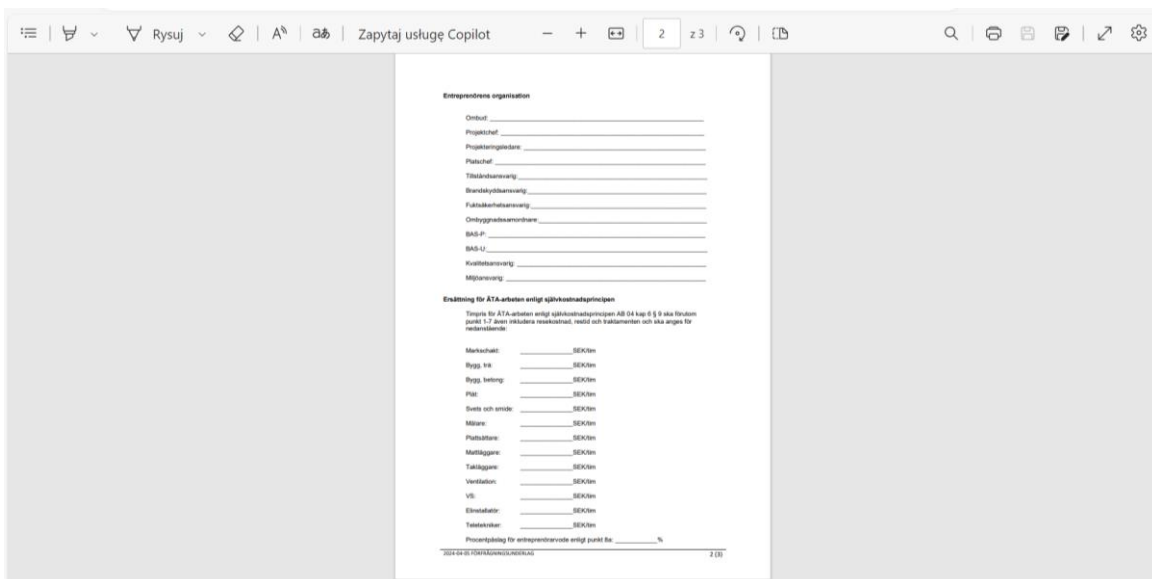 Rysuj
Zapytaj usługę Copilot
2 z 3
Entreprenörens organisation
Ombud:
Projektchef:
Projekteringsledare:
Platschef:
Tillståndsansvarig:
Brandskyddsansvarig:
Fuktsäkerhetsansvarig:
Ombyggnadesamordnare:
BAS-P:
BAS-U:
Kvalitetsansvarig:
Miljöansvarig:
Ersättning för ÄTA-arbeten enligt självkostnadsprincipen
Timpris för ÄTA-arbeten enligt självkostnadsprincipen AB 04 kap 6 § 9 ska förutom
punkt 1-7 även inkludera resekostnad, restid och traktamenten och ska anges för
nedanstående:
Markschakt: SEK/tim
Bygg, trä: SEK/tim
Bygg, betong: SEK/tim
Plåt: SEK/tim
Svets och smide: SEK/tim
Målare: SEK/tim
Plattsättare: SEK/tim
Mattläggare: SEK/tim
Takläggare: SEK/tim
Ventilation: SEK/tim
VS: SEK/tim
Elinstallatör: SEK/tim
Teletekniker: SEK/tim
Procentpåslag för entreprenörarvode enligt punkt 8a: %
2024-04-05 FÖRFRÅGNINGSUNDERLAG 2 (3)